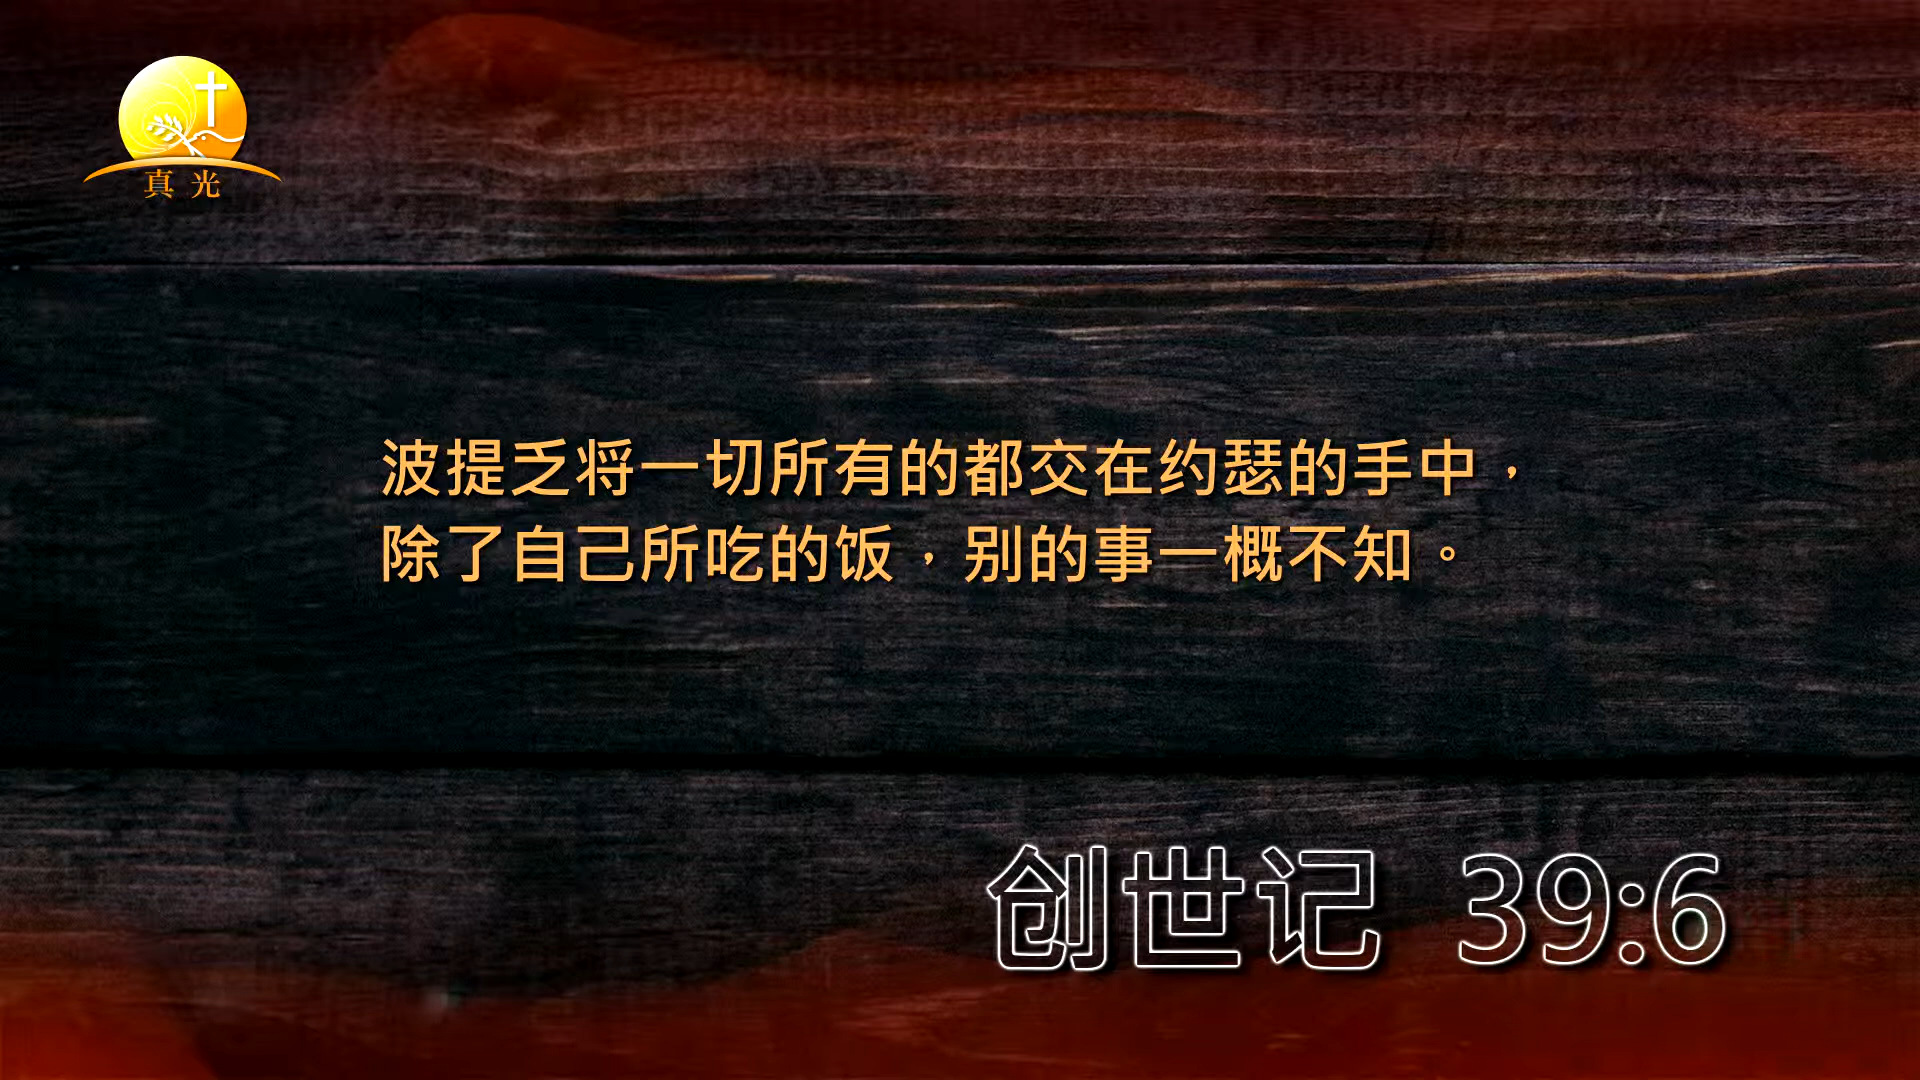 真光
波提乏将一切所有的都交在约瑟的手中，
除了自己所吃的饭，别的事一概不知。
创世记 39:6